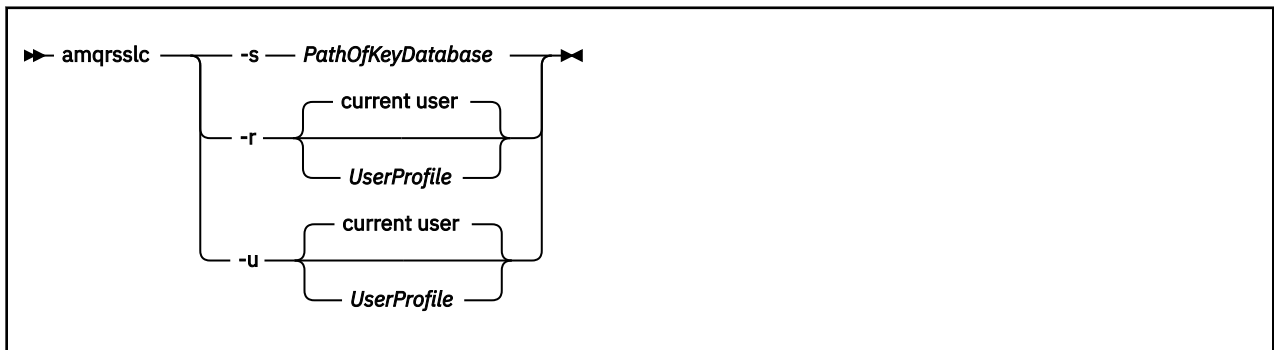 amqrsslc -s PathOfKeyDatabase
current user
-r
UserProfile
current user
-u
UserProfile